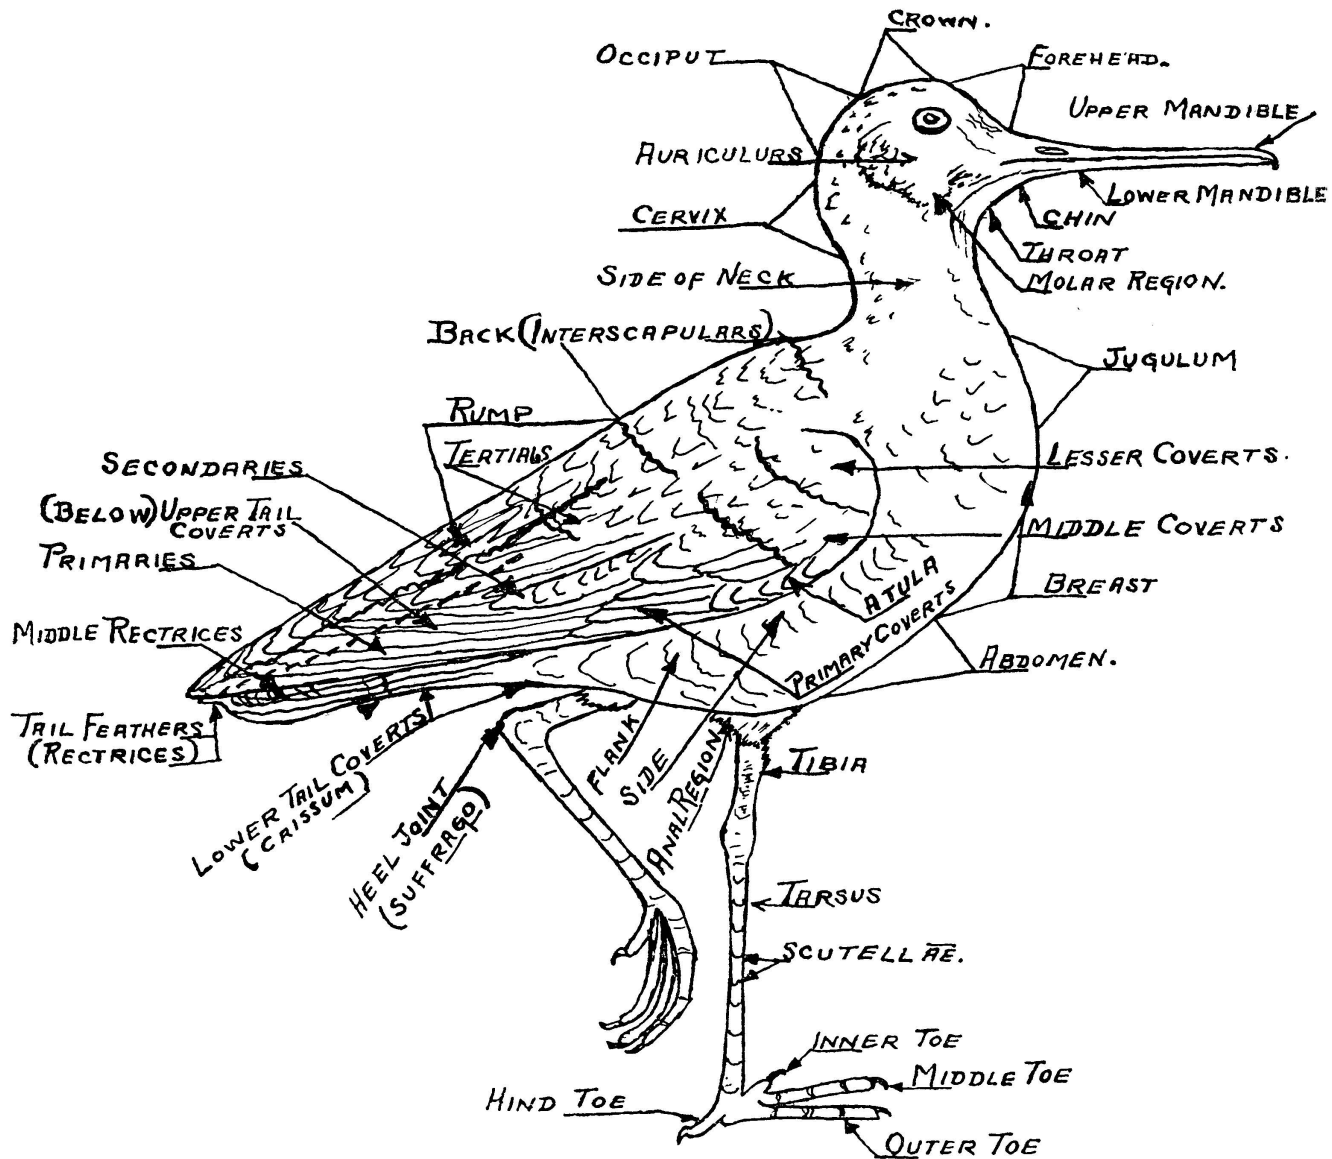 CROWN.
OCCIPUT
FOREHEAD.
UPPER MANDIBLE
AURICULURS
LOWER MANDIBLE
CERVIX
CHIN
THROAT
SIDE OF NECK
MOLAR REGION.
BACK (INTERSCAPULARS)
JUGULUM
RUMP
TERTIALS
SECONDARIES
LESSER COVERTS.
(BELOW) UPPER TAIL
COVERTS
MIDDLE COVERTS
PRIMARIES
ATULA
BREAST
PRIMARY COVERTS
MIDDLE RECTRICES
ABDOMEN.
TAIL FEATHERS
(RECTRICES)
LOWER TAIL COVERTS
(CRISSUM)
HEEL JOINT
(SUFFRAGO)
FLANK
SIDE
ANAL REGION
TIBIA
TARSUS
SCUTELLAE.
INNER TOE
MIDDLE TOE
HIND TOE
OUTER TOE